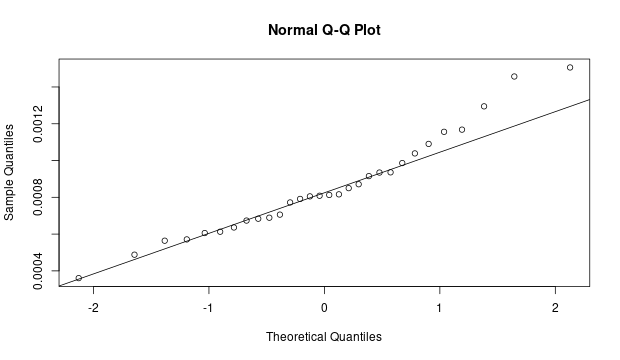 Normal Q-Q Plot
Sample Quantiles
0.0012
0.0008
0.0004
-2 -1 0 1 2
Theoretical Quantiles